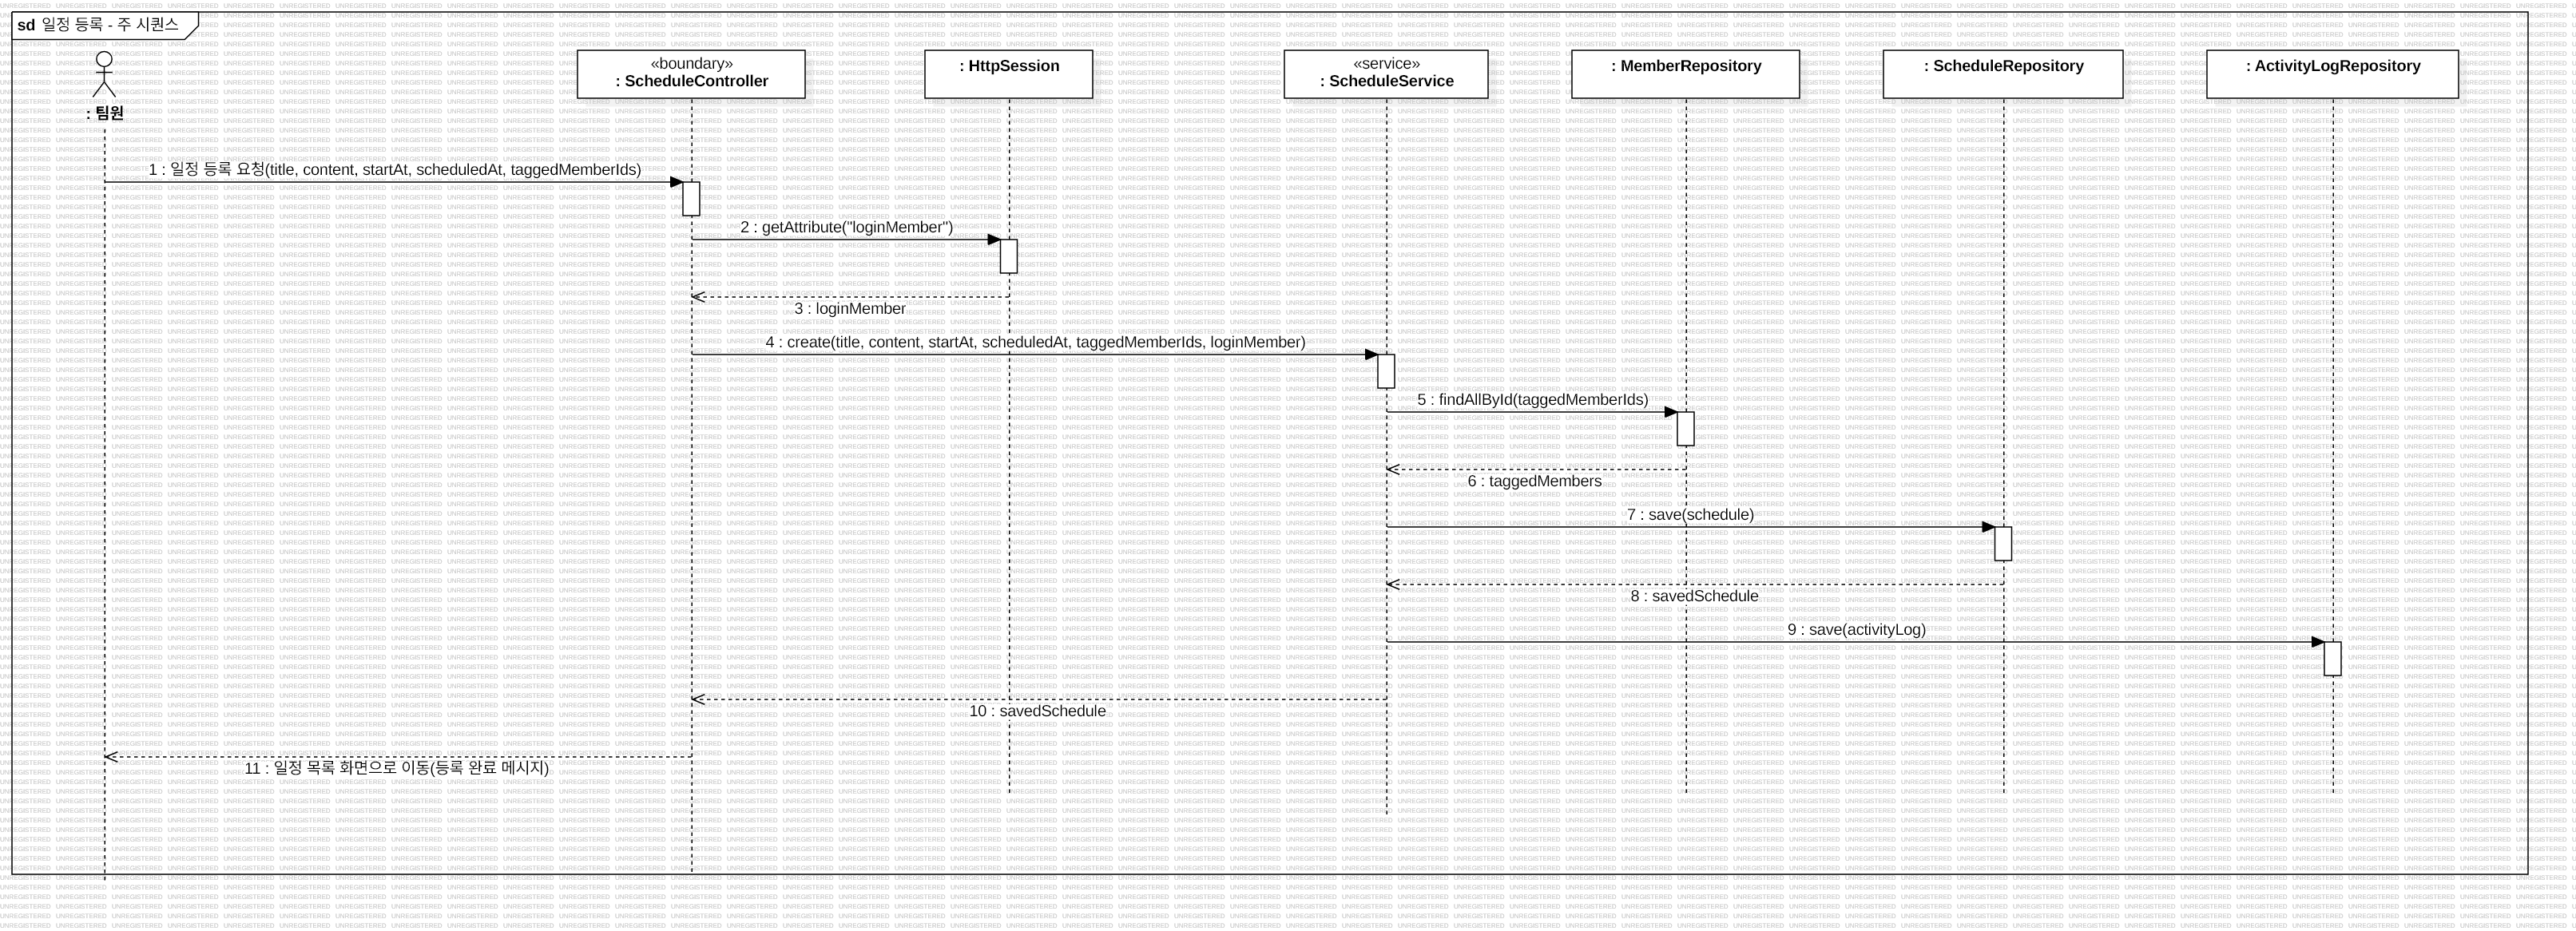 sd 일정 등록 - 주 시퀀스
: 팀원
«boundary»
: ScheduleController
: HttpSession
«service»
: ScheduleService
: MemberRepository
: ScheduleRepository
: ActivityLogRepository
1 : 일정 등록 요청(title, content, startAt, scheduledAt, taggedMemberIds)
2 : getAttribute("loginMember")
3 : loginMember
4 : create(title, content, startAt, scheduledAt, taggedMemberIds, loginMember)
5 : findAllById(taggedMemberIds)
6 : taggedMembers
7 : save(schedule)
8 : savedSchedule
9 : save(activityLog)
10 : savedSchedule
11 : 일정 목록 화면으로 이동(등록 완료 메시지)
UNREGISTERED